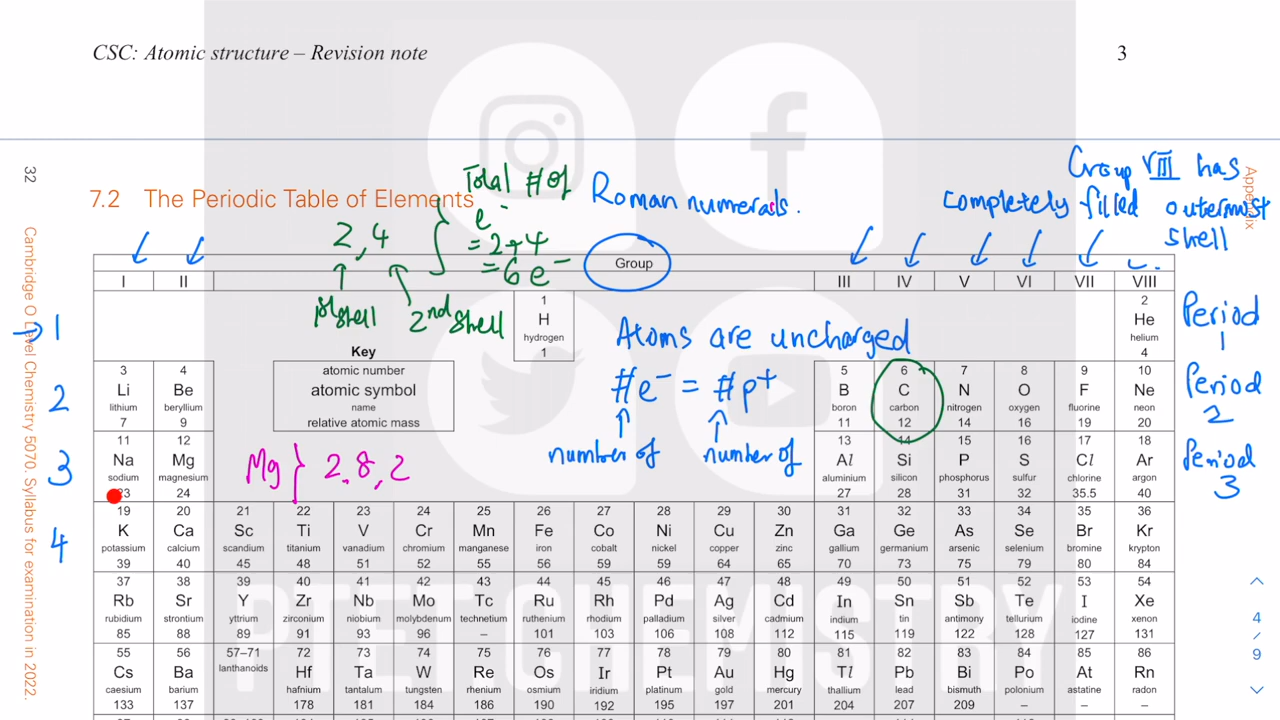 CSC: Atomic structure – Revision note
3
32
Cambridge O Level Chemistry 5070. Syllabus for examination in 2022.
Appendix
7.2 The Periodic Table of Elements
Total # of
e⁻
= 2+4
= 6 e⁻
2, 4
1st shell
2nd shell
Roman numerals.
Group VIII has
completely filled outermost
shell
Group
I II III IV V VI VII VIII
→ 1
1 2
H He
hydrogen helium
1 4
Period
1
Atoms are uncharged
#e⁻ = #p⁺
number of number of
Key
atomic number
atomic symbol
name
relative atomic mass
2
3 4 5 6 7 8 9 10
Li Be B C N O F Ne
lithium beryllium boron carbon nitrogen oxygen fluorine neon
7 9 11 12 14 16 19 20
Period
2
3
11 12 13 14 15 16 17 18
Na Mg Al Si P S Cl Ar
sodium magnesium aluminium silicon phosphorus sulfur chlorine argon
24 27 28 31 32 35.5 40
Mg } 2.8,2
Period
3
4
19 20 21 22 23 24 25 26 27 28 29 30 31 32 33 34 35 36
K Ca Sc Ti V Cr Mn Fe Co Ni Cu Zn Ga Ge As Se Br Kr
potassium calcium scandium titanium vanadium chromium manganese iron cobalt nickel copper zinc gallium germanium arsenic selenium bromine krypton
39 40 45 48 51 52 55 56 59 59 64 65 70 73 75 79 80 84
37 38 39 40 41 42 43 44 45 46 47 48 49 50 51 52 53 54
Rb Sr Y Zr Nb Mo Tc Ru Rh Pd Ag Cd In Sn Sb Te I Xe
rubidium strontium yttrium zirconium niobium molybdenum technetium ruthenium rhodium palladium silver cadmium indium tin antimony tellurium iodine xenon
85 88 89 91 93 96 – 101 103 106 108 112 115 119 122 128 127 131
55 56 57–71 72 73 74 75 76 77 78 79 80 81 82 83 84 85 86
Cs Ba lanthanoids Hf Ta W Re Os Ir Pt Au Hg Tl Pb Bi Po At Rn
caesium barium hafnium tantalum tungsten rhenium osmium iridium platinum gold mercury thallium lead bismuth polonium astatine radon
133 137 178 181 184 186 190 192 195 197 201 204 207 209 – – –
4
/
9
PTETCHEMISTRY